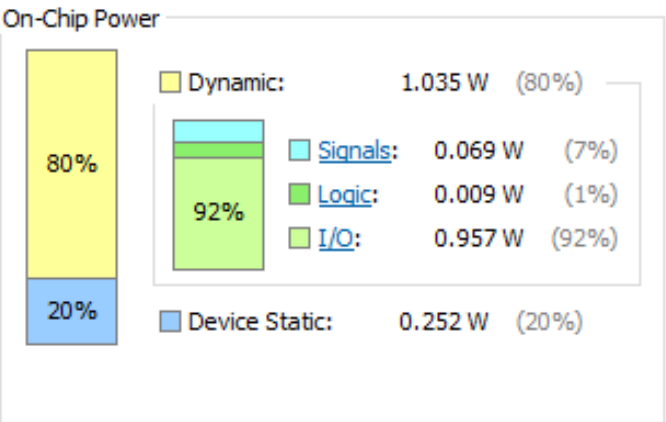 On-Chip Power
Dynamic: 1.035 W (80%)
80%
Signals: 0.069 W (7%)
Logic: 0.009 W (1%)
92%
I/O: 0.957 W (92%)
20%
Device Static: 0.252 W (20%)